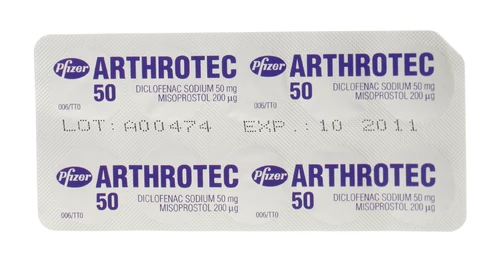 Pfizer ARTHROTEC Pfizer ARTHROTEC
50 DICLOFENAC SODIUM 50 mg 50 DICLOFENAC SODIUM 50 mg
006/TT0 MISOPROSTOL 200 µg 006/TT0 MISOPROSTOL 200 µg
LOT: A00474 EXP.: 10 2011
Pfizer ARTHROTEC Pfizer ARTHROTEC
50 DICLOFENAC SODIUM 50 mg 50 DICLOFENAC SODIUM 50 mg
006/TT0 MISOPROSTOL 200 µg 006/TT0 MISOPROSTOL 200 µg